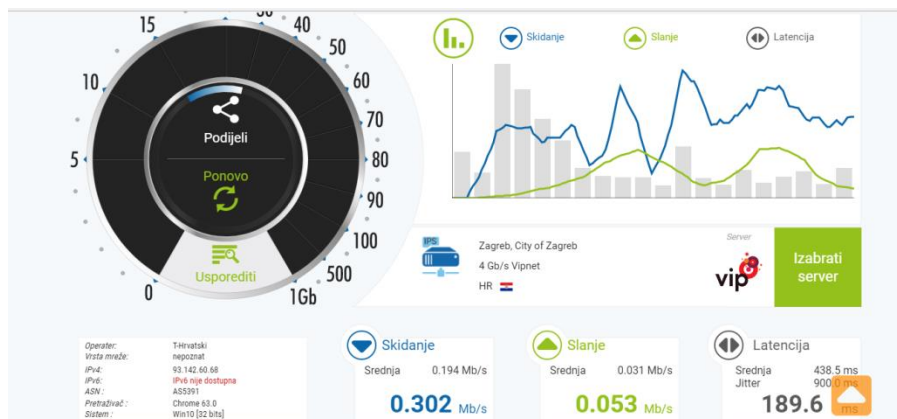 15
30
40
10
50
60
5
70
80
90
100
0
500
1Gb
Podijeli
Ponovo
Usporediti
Skidanje
Slanje
Latencija
IPS
Zagreb, City of Zagreb
4 Gb/s Vipnet
HR
Server
vip
Izabrati
server
Operater: T-Hrvatski
Vrsta mreže: nepoznat
IPv4: 93.142.60.68
IPv6: IPv6 nije dostupna
ASN : AS5391
Pretraživač : Chrome 63.0
Sistem : Win10 [32 bits]
Skidanje
Srednja 0.194 Mb/s
0.302 Mb/s
Slanje
Srednja 0.031 Mb/s
0.053 Mb/s
Latencija
Srednja 438.5 ms
Jitter 900.0 ms
189.6 ms